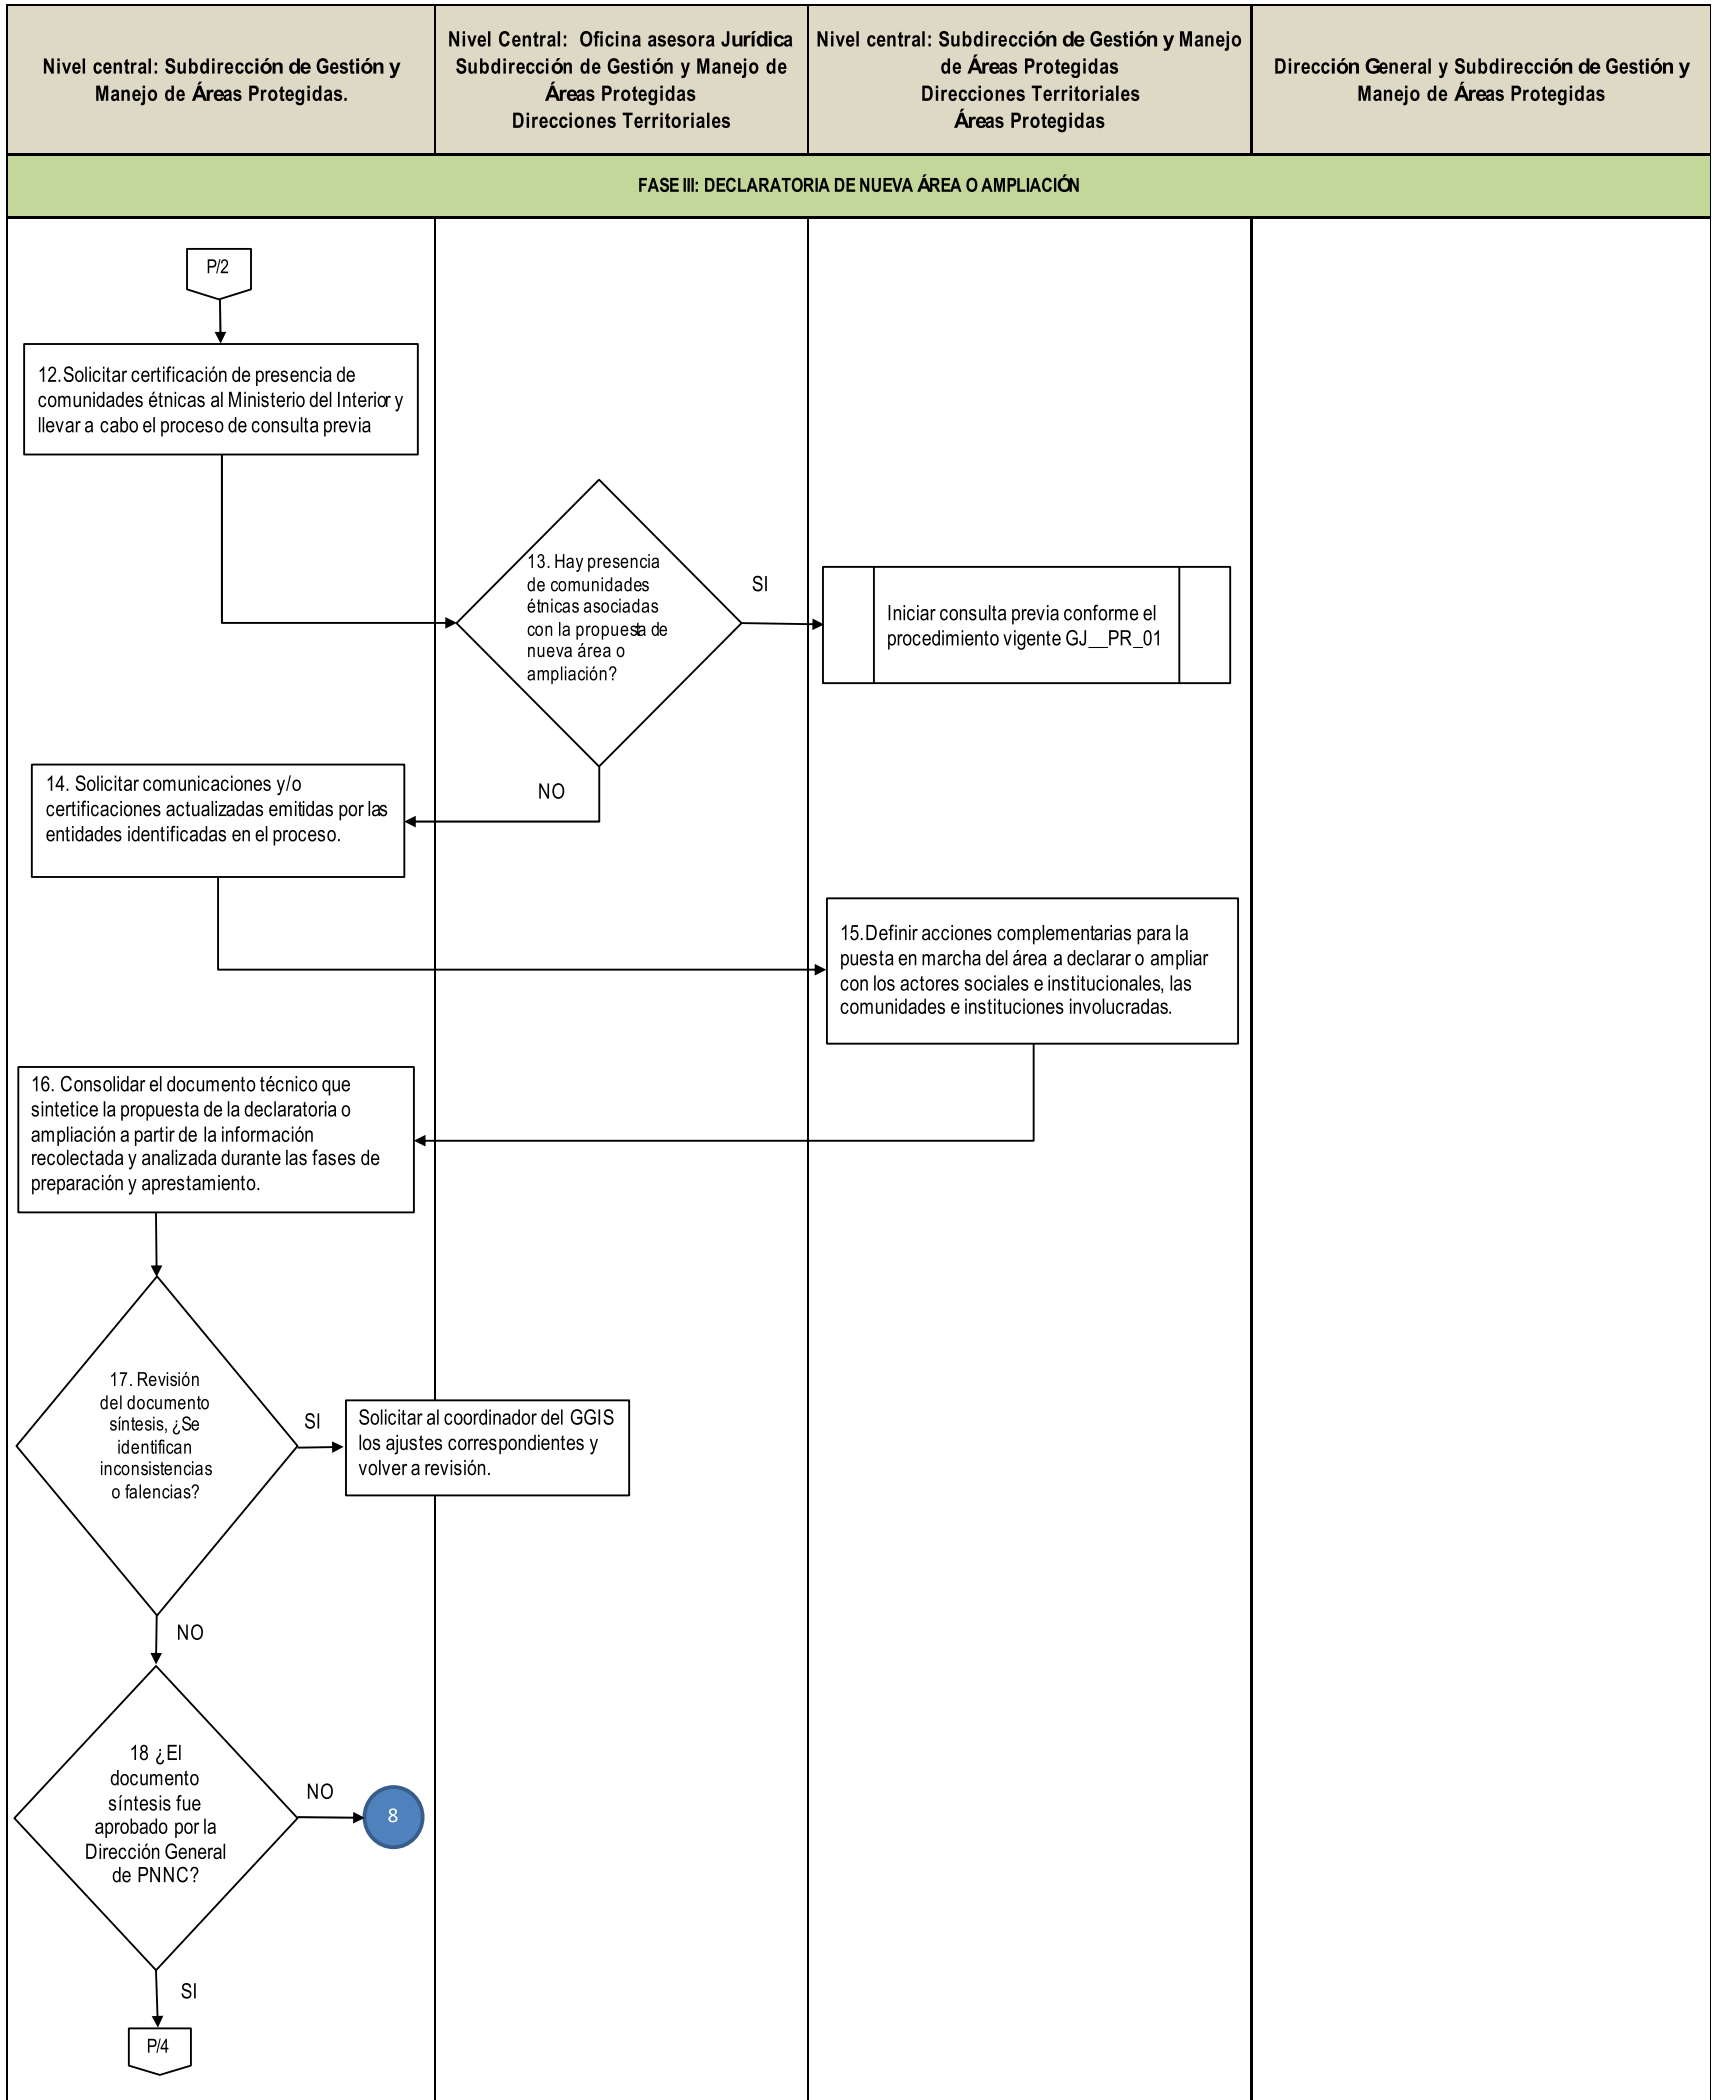 Nivel central: Subdirección de Gestión y
Manejo de Áreas Protegidas.
Nivel Central: Oficina asesora Jurídica
Subdirección de Gestión y Manejo de
Áreas Protegidas
Direcciones Territoriales
Nivel central: Subdirección de Gestión y Manejo
de Áreas Protegidas
Direcciones Territoriales
Áreas Protegidas
Dirección General y Subdirección de Gestión y
Manejo de Áreas Protegidas
FASE III: DECLARATORIA DE NUEVA ÁREA O AMPLIACIÓN
P/2
12.Solicitar certificación de presencia de
comunidades étnicas al Ministerio del Interior y
llevar a cabo el proceso de consulta previa
13. Hay presencia
de comunidades
étnicas asociadas
con la propuesta de
nueva área o
ampliación?
SI
Iniciar consulta previa conforme el
procedimiento vigente GJ__PR_01
NO
14. Solicitar comunicaciones y/o
certificaciones actualizadas emitidas por las
entidades identificadas en el proceso.
15.Definir acciones complementarias para la
puesta en marcha del área a declarar o ampliar
con los actores sociales e institucionales, las
comunidades e instituciones involucradas.
16. Consolidar el documento técnico que
sintetice la propuesta de la declaratoria o
ampliación a partir de la información
recolectada y analizada durante las fases de
preparación y aprestamiento.
17. Revisión
del documento
síntesis, ¿Se
identifican
inconsistencias
o falencias?
SI
Solicitar al coordinador del GGIS
los ajustes correspondientes y
volver a revisión.
NO
18 ¿El
documento
síntesis fue
aprobado por la
Dirección General
de PNNC?
NO
8
SI
P/4